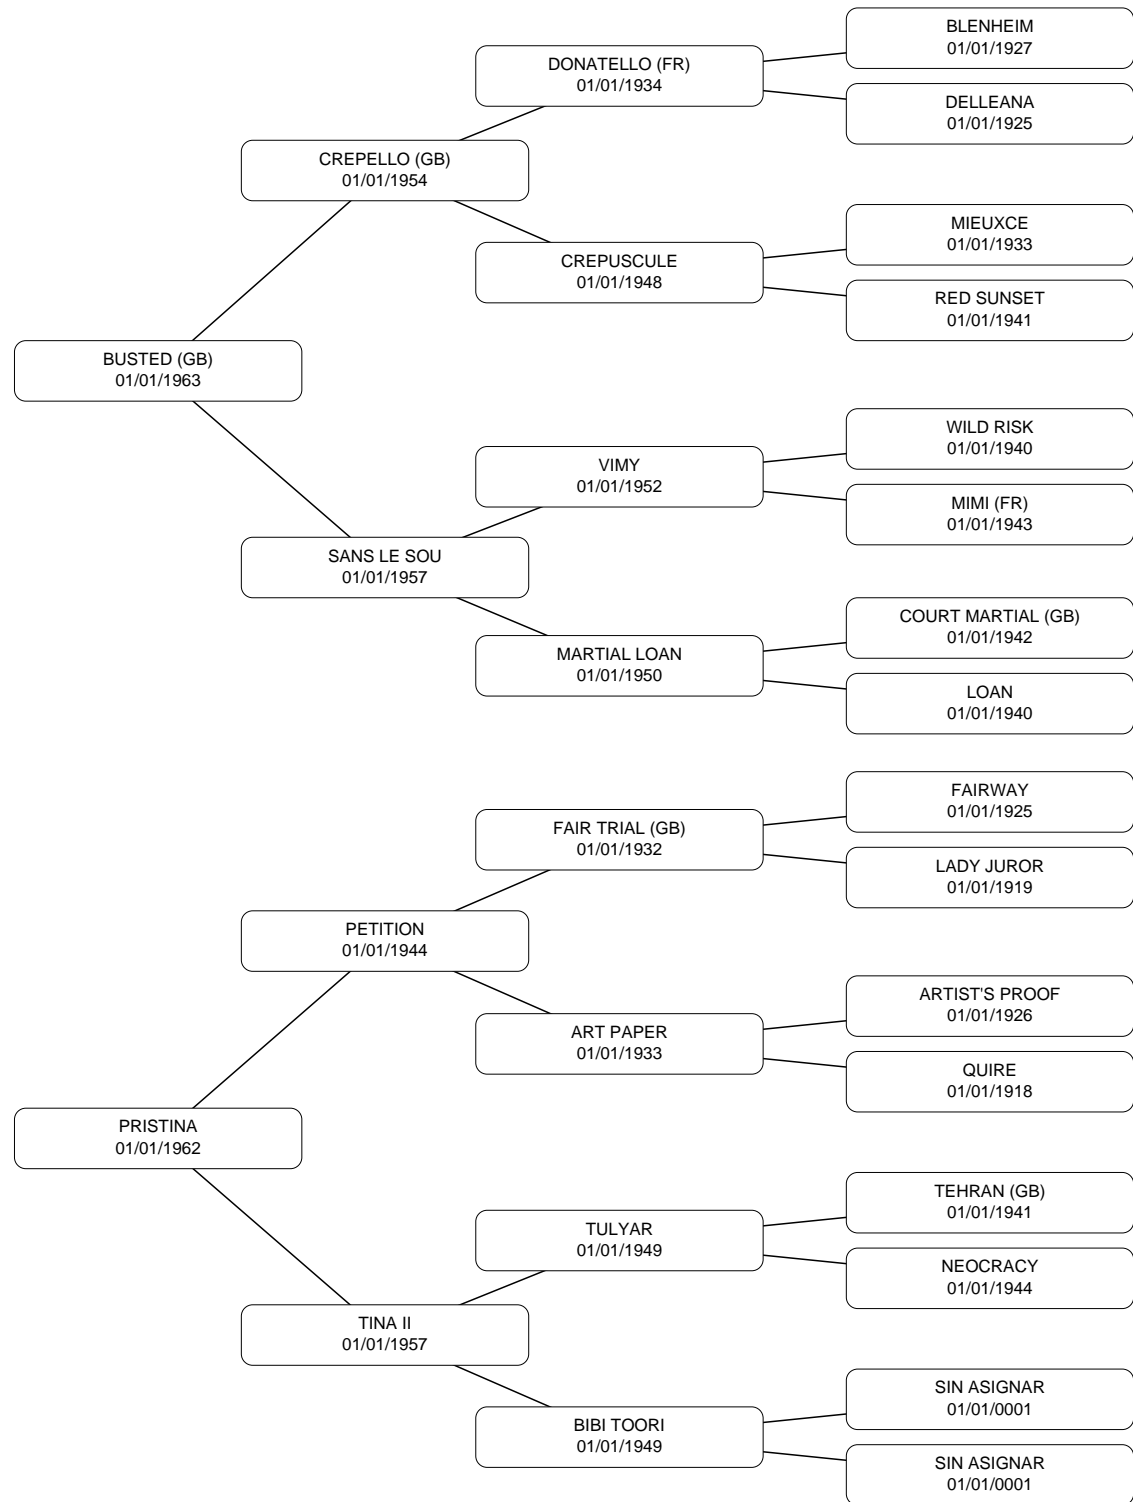 BLENHEIM
01/01/1927
DONATELLO (FR)
01/01/1934
DELLEANA
01/01/1925
CREPELLO (GB)
01/01/1954
MIEUXCE
01/01/1933
CREPUSCULE
01/01/1948
RED SUNSET
01/01/1941
BUSTED (GB)
01/01/1963
WILD RISK
01/01/1940
VIMY
01/01/1952
MIMI (FR)
01/01/1943
SANS LE SOU
01/01/1957
COURT MARTIAL (GB)
01/01/1942
MARTIAL LOAN
01/01/1950
LOAN
01/01/1940
FAIRWAY
01/01/1925
FAIR TRIAL (GB)
01/01/1932
LADY JUROR
01/01/1919
PETITION
01/01/1944
ARTIST'S PROOF
01/01/1926
ART PAPER
01/01/1933
QUIRE
01/01/1918
PRISTINA
01/01/1962
TEHRAN (GB)
01/01/1941
TULYAR
01/01/1949
NEOCRACY
01/01/1944
TINA II
01/01/1957
SIN ASIGNAR
01/01/0001
BIBI TOORI
01/01/1949
SIN ASIGNAR
01/01/0001